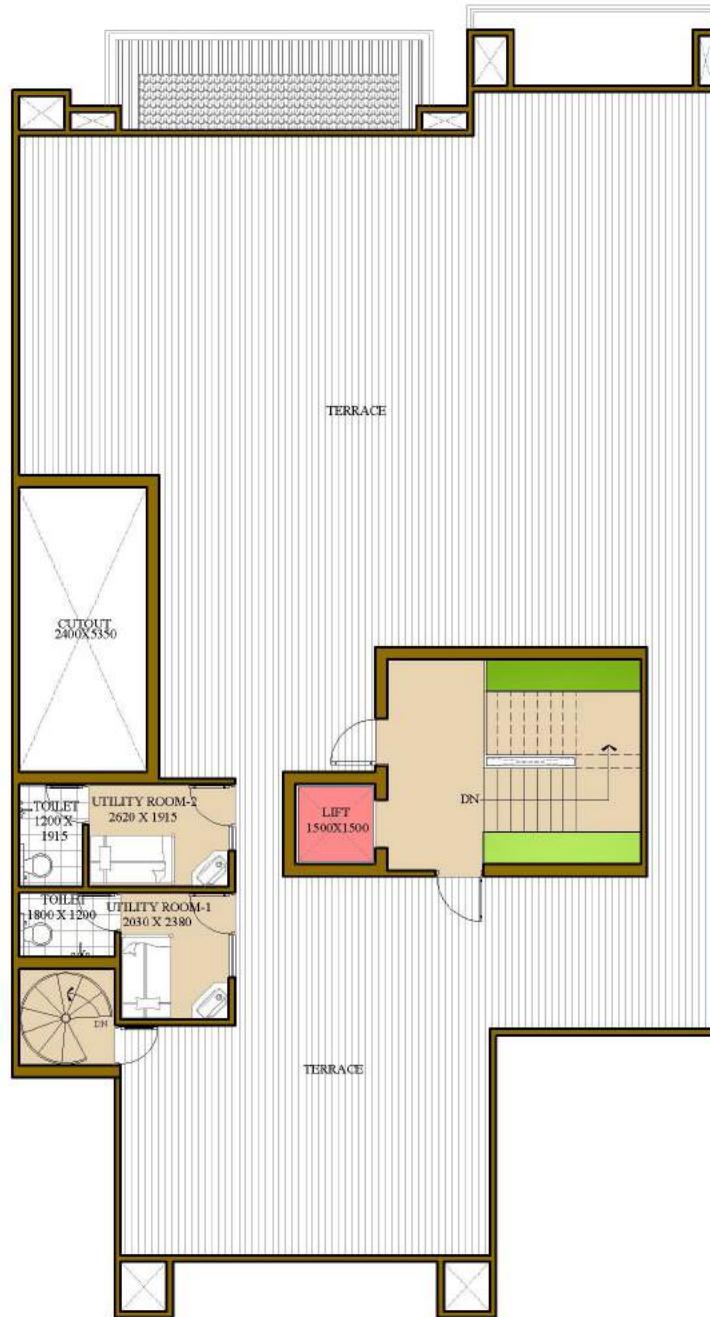 TERRACE
CUTOUT
2400X5350
TOILET
1200 X
1915
UTILITY ROOM-2
2620 X 1915
LIFT
1500X1500
DN
TOILET
1800 X 1200
UTILITY ROOM-1
2030 X 2380
DN
TERRACE